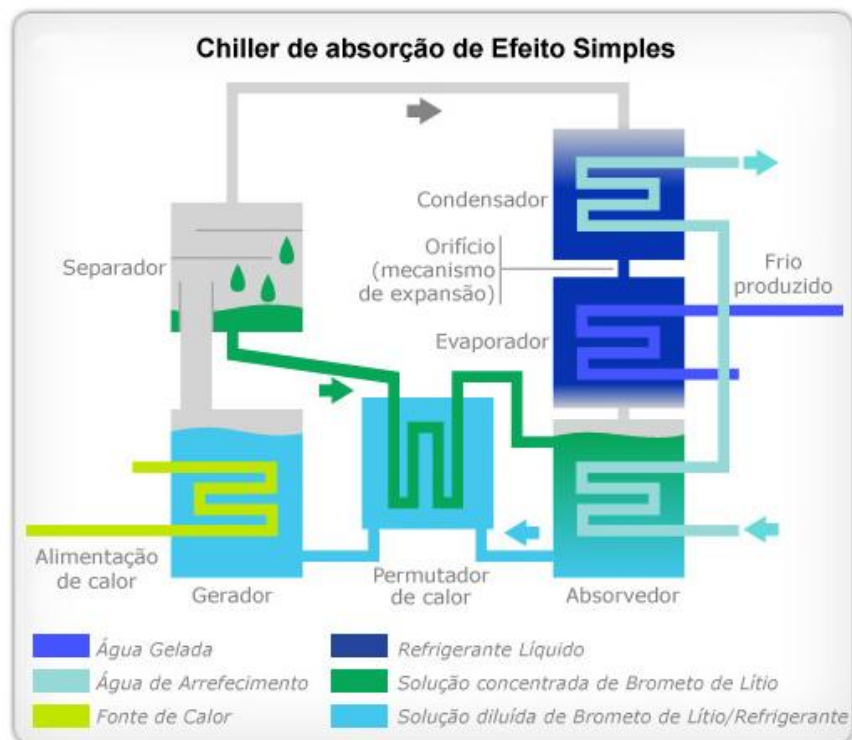 Chiller de absorção de Efeito Simples
Condensador
Separador
Orifício
(mecanismo
de expansão)
Frio
produzido
Evaporador
Alimentação
de calor
Gerador
Permutador
de calor
Absorvedor
Água Gelada
Refrigerante Líquido
Água de Arrefecimento
Solução concentrada de Brometo de Lítio
Fonte de Calor
Solução diluída de Brometo de Lítio/Refrigerante